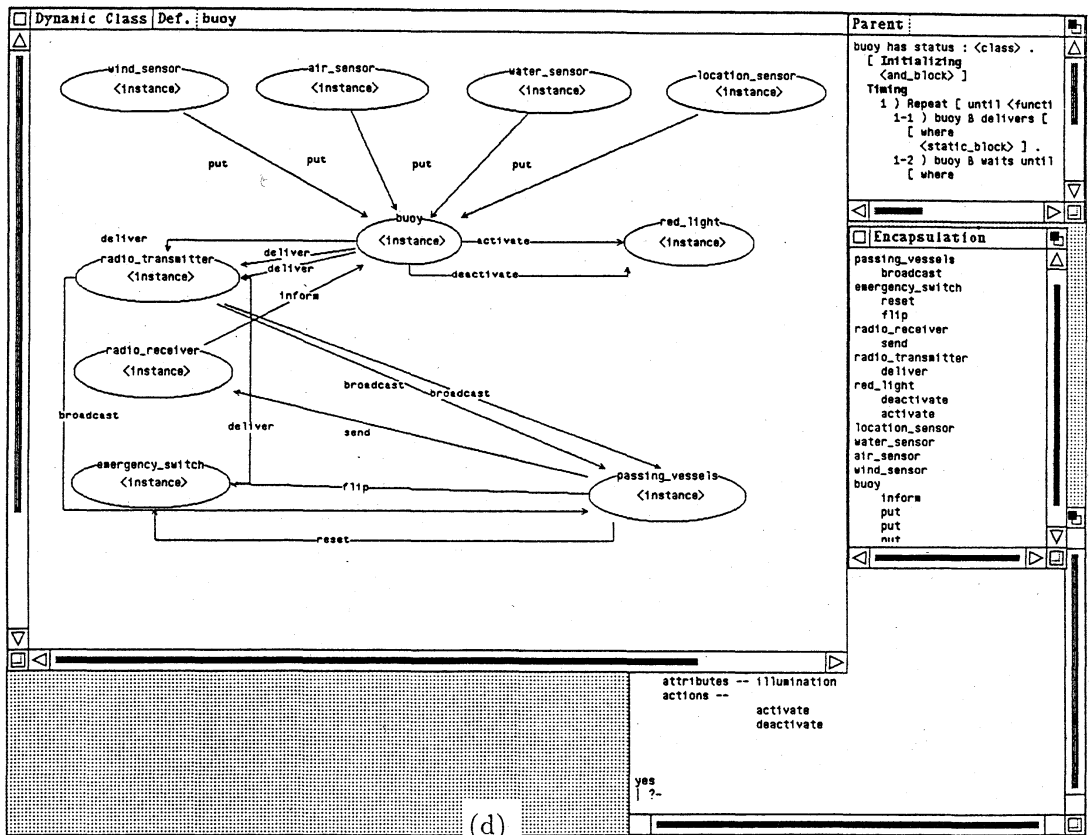 Dynamic Class Def. buoy
wind_sensor
<instance>
air_sensor
<instance>
water_sensor
<instance>
location_sensor
<instance>
put
put
put
put
buoy
<instance>
red_light
<instance>
activate
deactivate
deliver
deliver
deliver
radio_transmitter
<instance>
inform
radio_receiver
<instance>
broadcast
broadcast
broadcast
deliver
send
emergency_switch
<instance>
flip
passing_vessels
<instance>
reset
Parent
buoy has status : <class> .
[ Initializing
<and_block> ]
Timing
1 ) Repeat [ until <functi
1-1 ) buoy B delivers [
[ where
<static_block> ] .
1-2 ) buoy B waits until
[ where
Encapsulation
passing_vessels
broadcast
emergency_switch
reset
flip
radio_receiver
send
radio_transmitter
deliver
red_light
deactivate
activate
location_sensor
water_sensor
air_sensor
wind_sensor
buoy
inform
put
put
put
attributes -- illumination
actions --
activate
deactivate
yes
| ?-
(d)